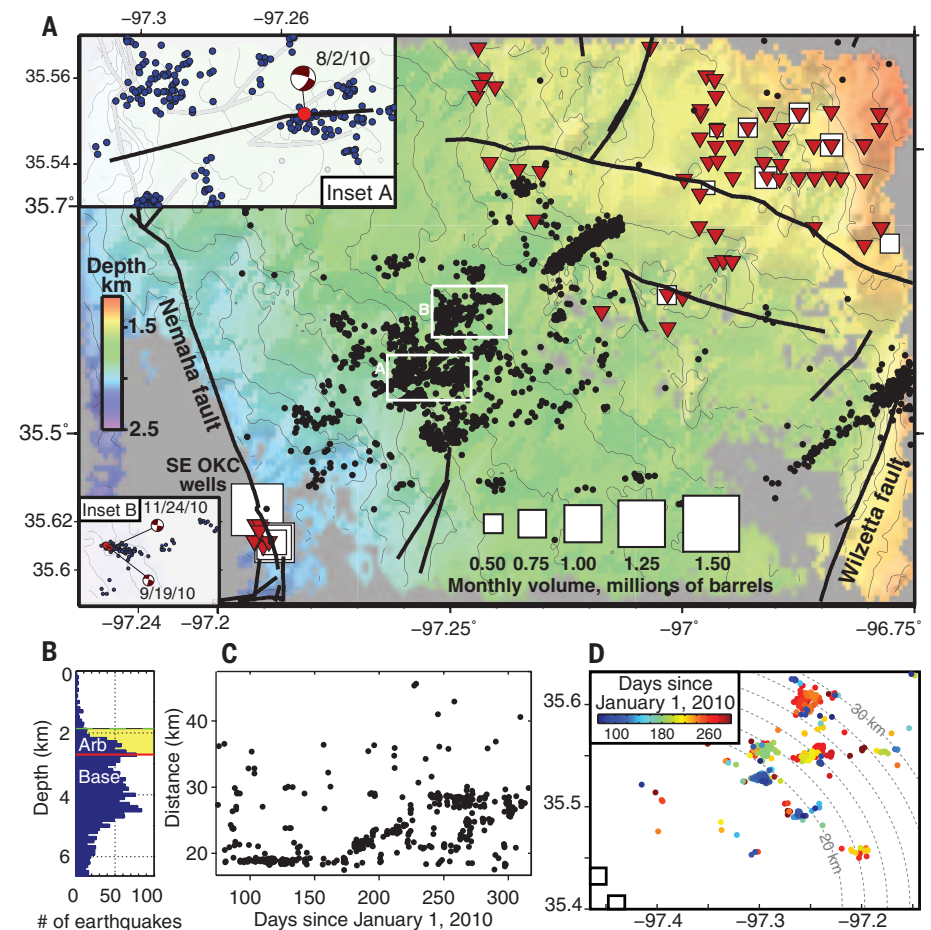 A
−97.3
−97.26
35.56
35.54
8/2/10
Inset A
35.7˚
Depth
km
1.5
2.5
Nemaha fault
B
A
35.5˚
SE OKC
wells
Inset B
11/24/10
9/19/10
35.62
35.6
0.50 0.75 1.00 1.25 1.50
Monthly volume, millions of barrels
Wilzetta fault
−97.24 −97.2 −97.25˚ −97˚ −96.75˚
B
0
2
4
6
Depth (km)
Arb
Base
0 50 100
# of earthquakes
C
Distance (km)
40
30
20
100 150 200 250 300
Days since January 1, 2010
D
Days since
January 1, 2010
100 180 260
35.6
35.5
35.4
30 km
20 km
−97.4 −97.3 −97.2